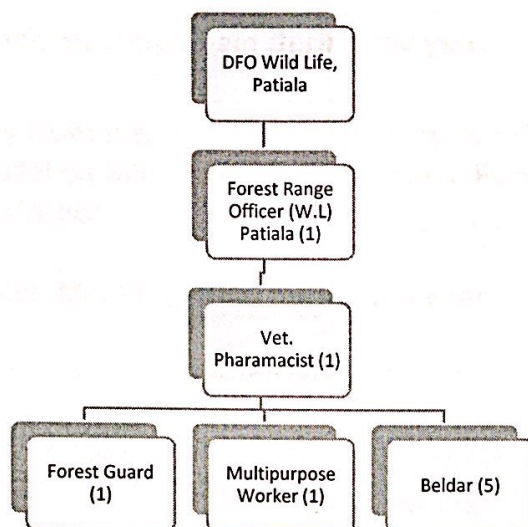 DFO Wild Life,
Patiala
Forest Range
Officer (W.L)
Patiala (1)
Vet.
Pharamacist (1)
Forest Guard
(1)
Multipurpose
Worker (1)
Beldar (5)